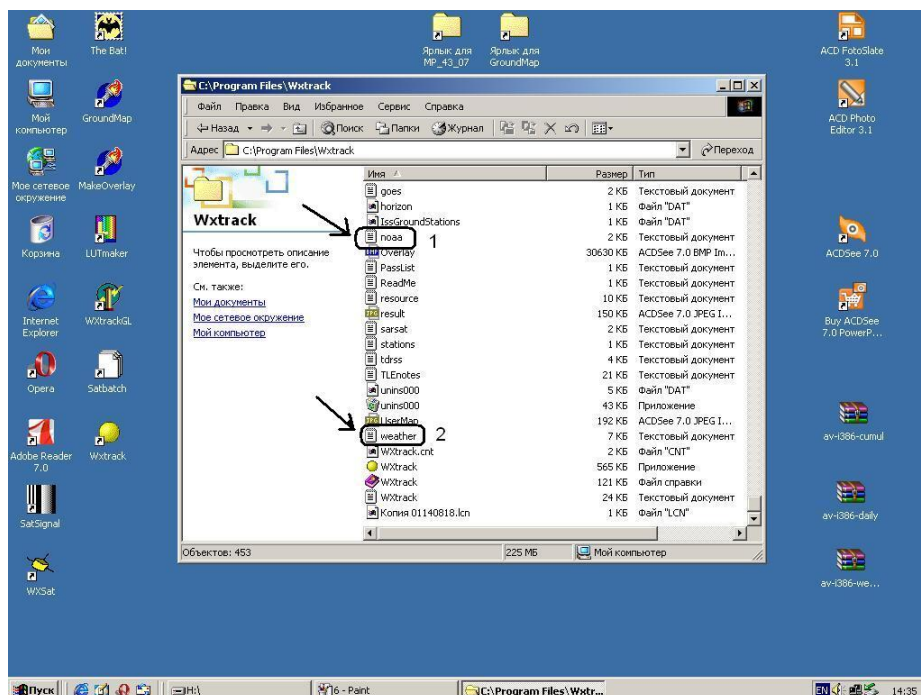 Мои документы
The Bat!
Ярлык для MP_43_07
Ярлык для GroundMap
ACD FotoSlate 3.1
Мой компьютер
GroundMap
ACD Photo Editor 3.1
Мое сетевое окружение
MakeOverlay
Корзина
LUTmaker
ACDSee 7.0
Internet Explorer
WXtrackGL
Buy ACDSee 7.0 PowerP...
Opera
Satbatch
Adobe Reader 7.0
Wxtrack
av-i386-cumul
SatSignal
av-i386-daily
WXSat
av-i386-we...
C:\Program Files\Wxtrack
Файл Правка Вид Избранное Сервис Справка
Назад Поиск Папки Журнал
Адрес C:\Program Files\Wxtrack Переход
Wxtrack
Чтобы просмотреть описание
элемента, выделите его.
См. также:
Мои документы
Мое сетевое окружение
Мой компьютер
Имя Размер Тип
goes 2 КБ Текстовый документ
horizon 1 КБ Файл "DAT"
IssGroundStations 1 КБ Файл "DAT"
noaa 1 2 КБ Текстовый документ
Overlay 30630 КБ ACDSee 7.0 BMP Im...
PassList 1 КБ Текстовый документ
ReadMe 1 КБ Текстовый документ
resource 10 КБ Текстовый документ
result 150 КБ ACDSee 7.0 JPEG I...
sarsat 2 КБ Текстовый документ
stations 1 КБ Текстовый документ
tdrss 4 КБ Текстовый документ
TLEnotes 21 КБ Текстовый документ
unins000 5 КБ Файл "DAT"
unins000 43 КБ Приложение
UserMap 192 КБ ACDSee 7.0 JPEG I...
weather 2 7 КБ Текстовый документ
WXtrack.cnt 2 КБ Файл "CNT"
WXtrack 565 КБ Приложение
WXtrack 121 КБ Файл справки
WXtrack 24 КБ Текстовый документ
Копия 01140818.lcn 1 КБ Файл "LCN"
Объектов: 453 225 МБ Мой компьютер
Пуск H:\ 6 - Paint C:\Program Files\Wxtr... EN 14:35